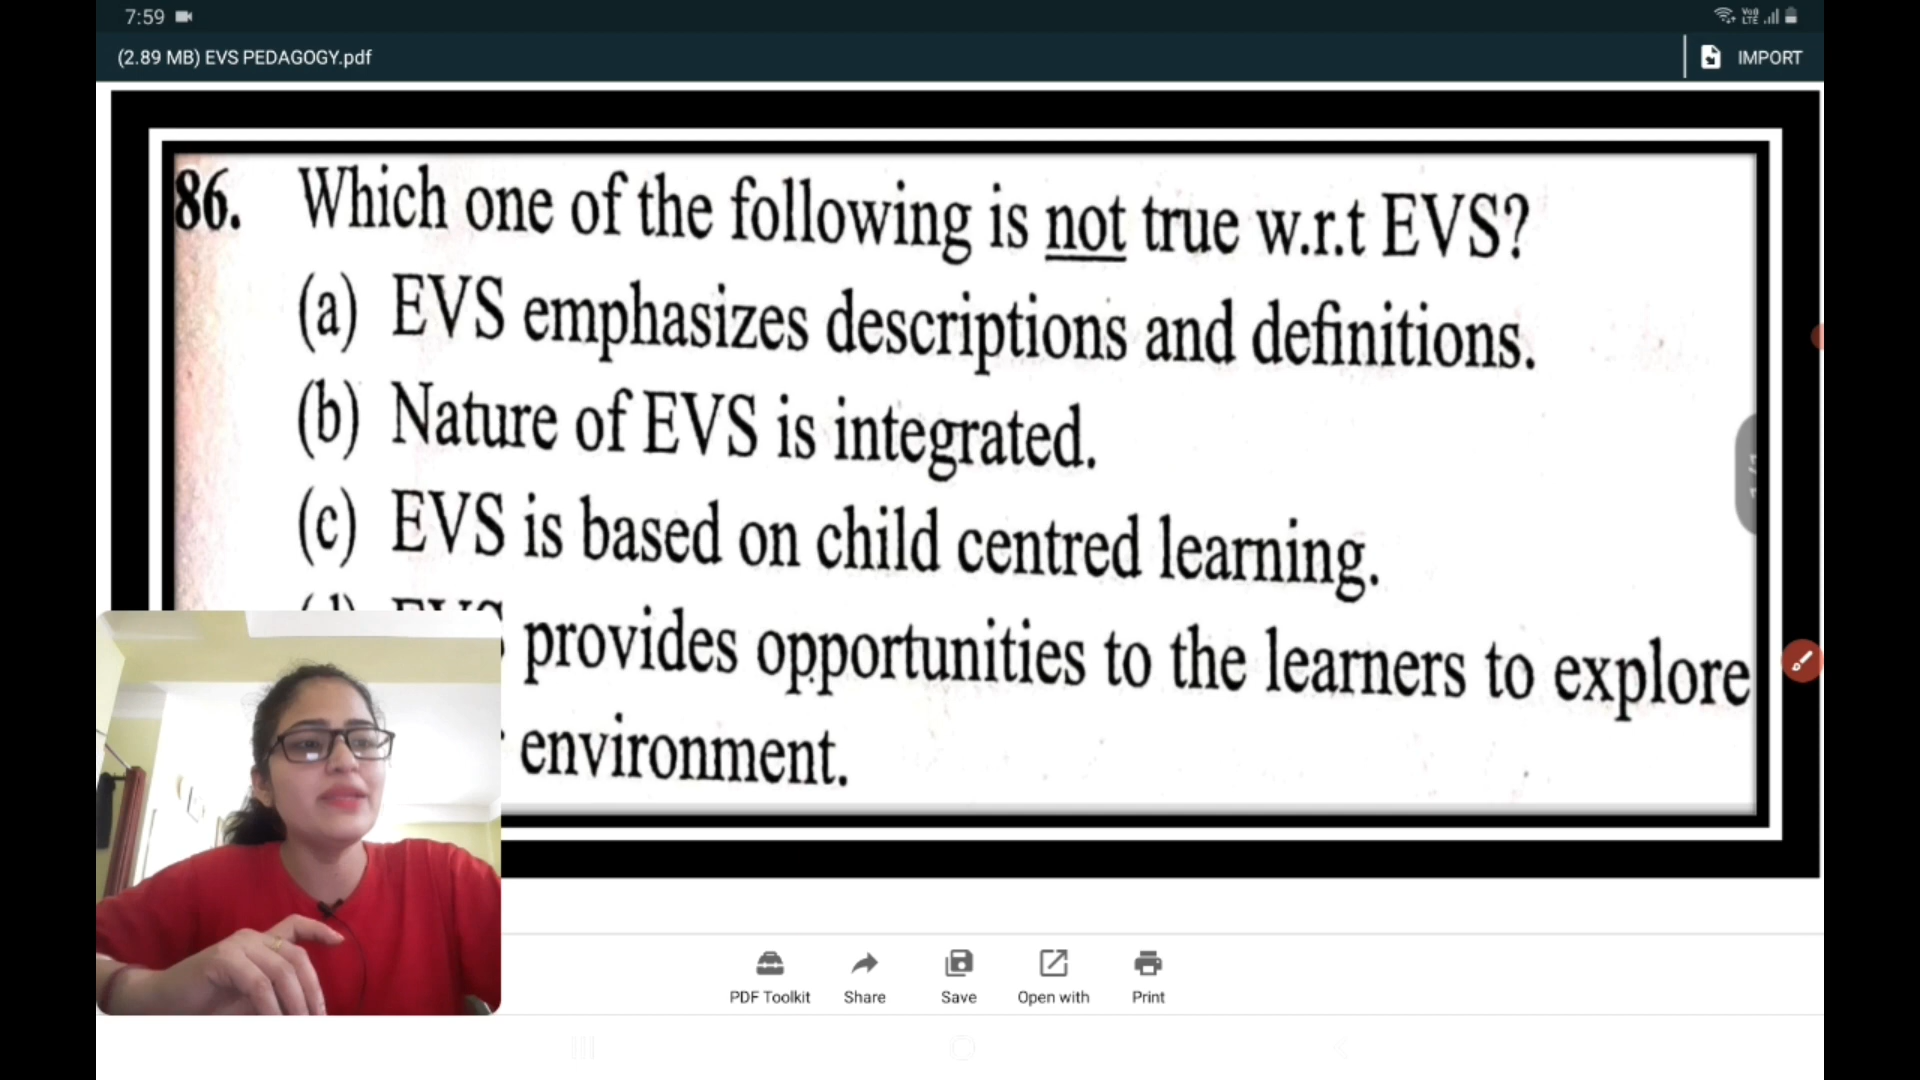 7:59
(2.89 MB) EVS PEDAGOGY.pdf
IMPORT
86. Which one of the following is not true w.r.t EVS?
(a) EVS emphasizes descriptions and definitions.
(b) Nature of EVS is integrated.
(c) EVS is based on child centred learning.
provides opportunities to the learners to explore
environment.
PDF Toolkit Share Save Open with Print